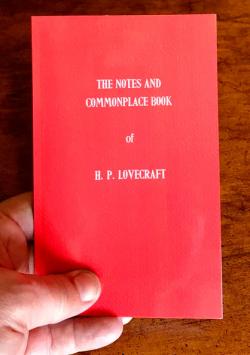 THE NOTES AND
COMMONPLACE BOOK
of
H. P. LOVECRAFT